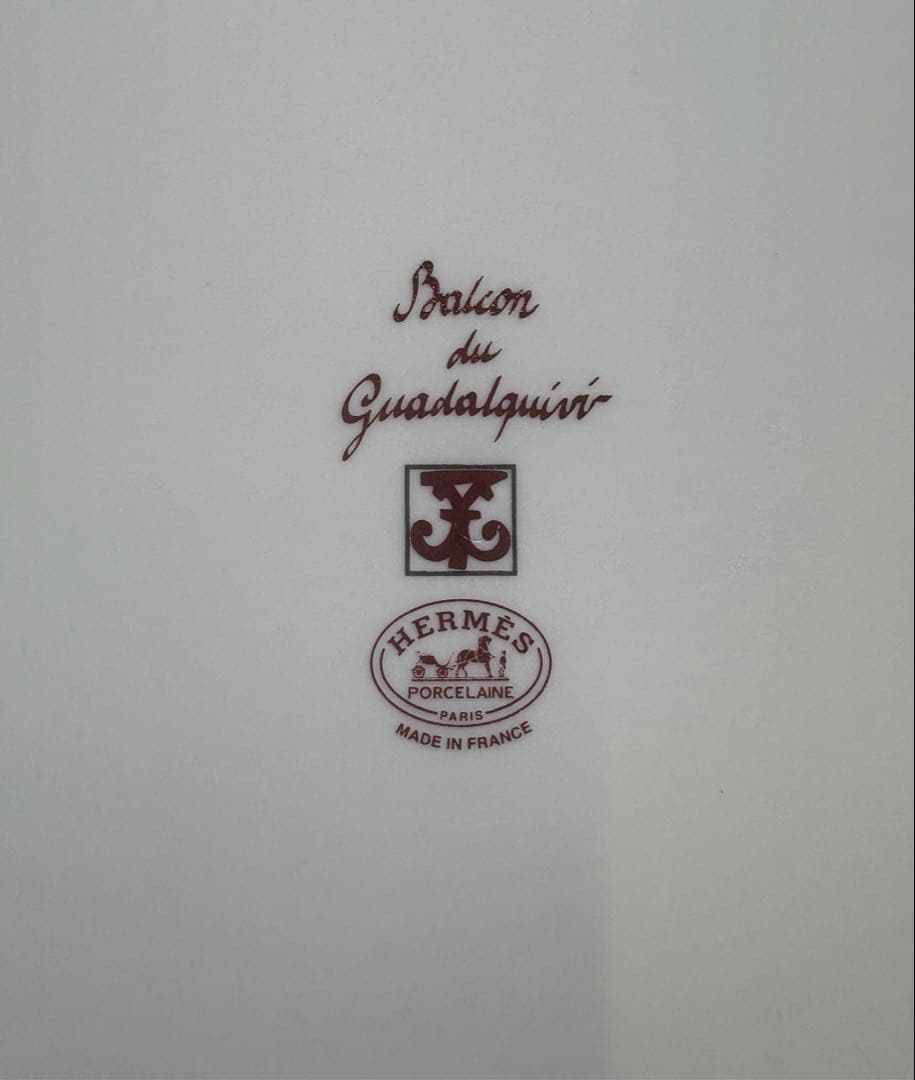 Balcon
du
Guadalquivir
HERMÈS
PORCELAINE
PARIS
MADE IN FRANCE